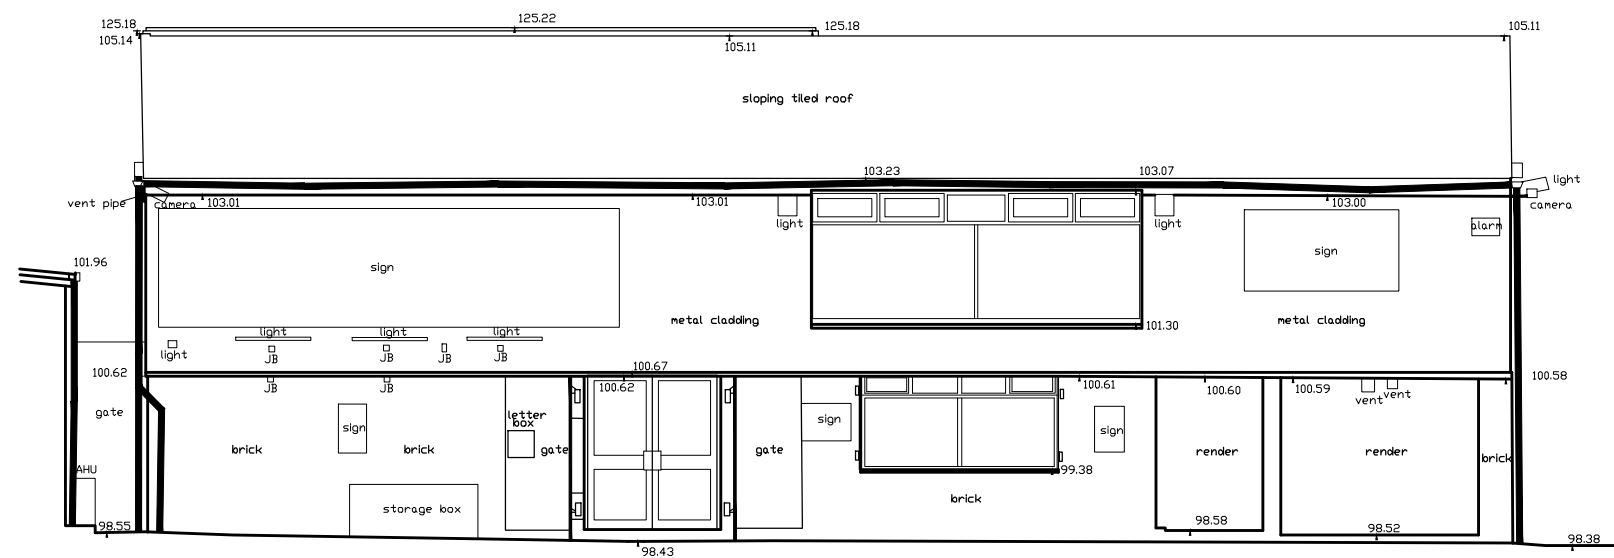 125.22
125.18
125.18
105.11
105.14
105.11
sloping tiled roof
103.23
103.07
light
vent pipe
camera
103.01
103.01
103.00
camera
light
light
alarm
sign
sign
101.96
metal cladding
metal cladding
101.30
light
light
light
light
JB
JB
JB
JB
100.62
100.67
100.58
JB
JB
100.62
100.61
100.60
100.59
vent
vent
gate
letter
box
sign
sign
sign
brick
brick
gate
gate
render
render
brick
AHU
99.38
brick
storage box
98.55
98.58
98.52
98.43
98.38